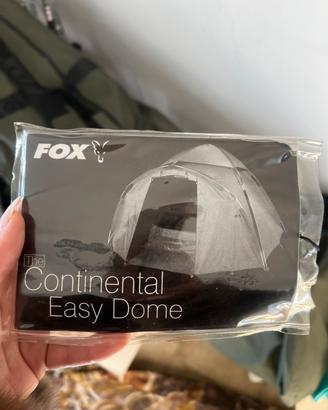 FOX
The
Continental
Easy Dome